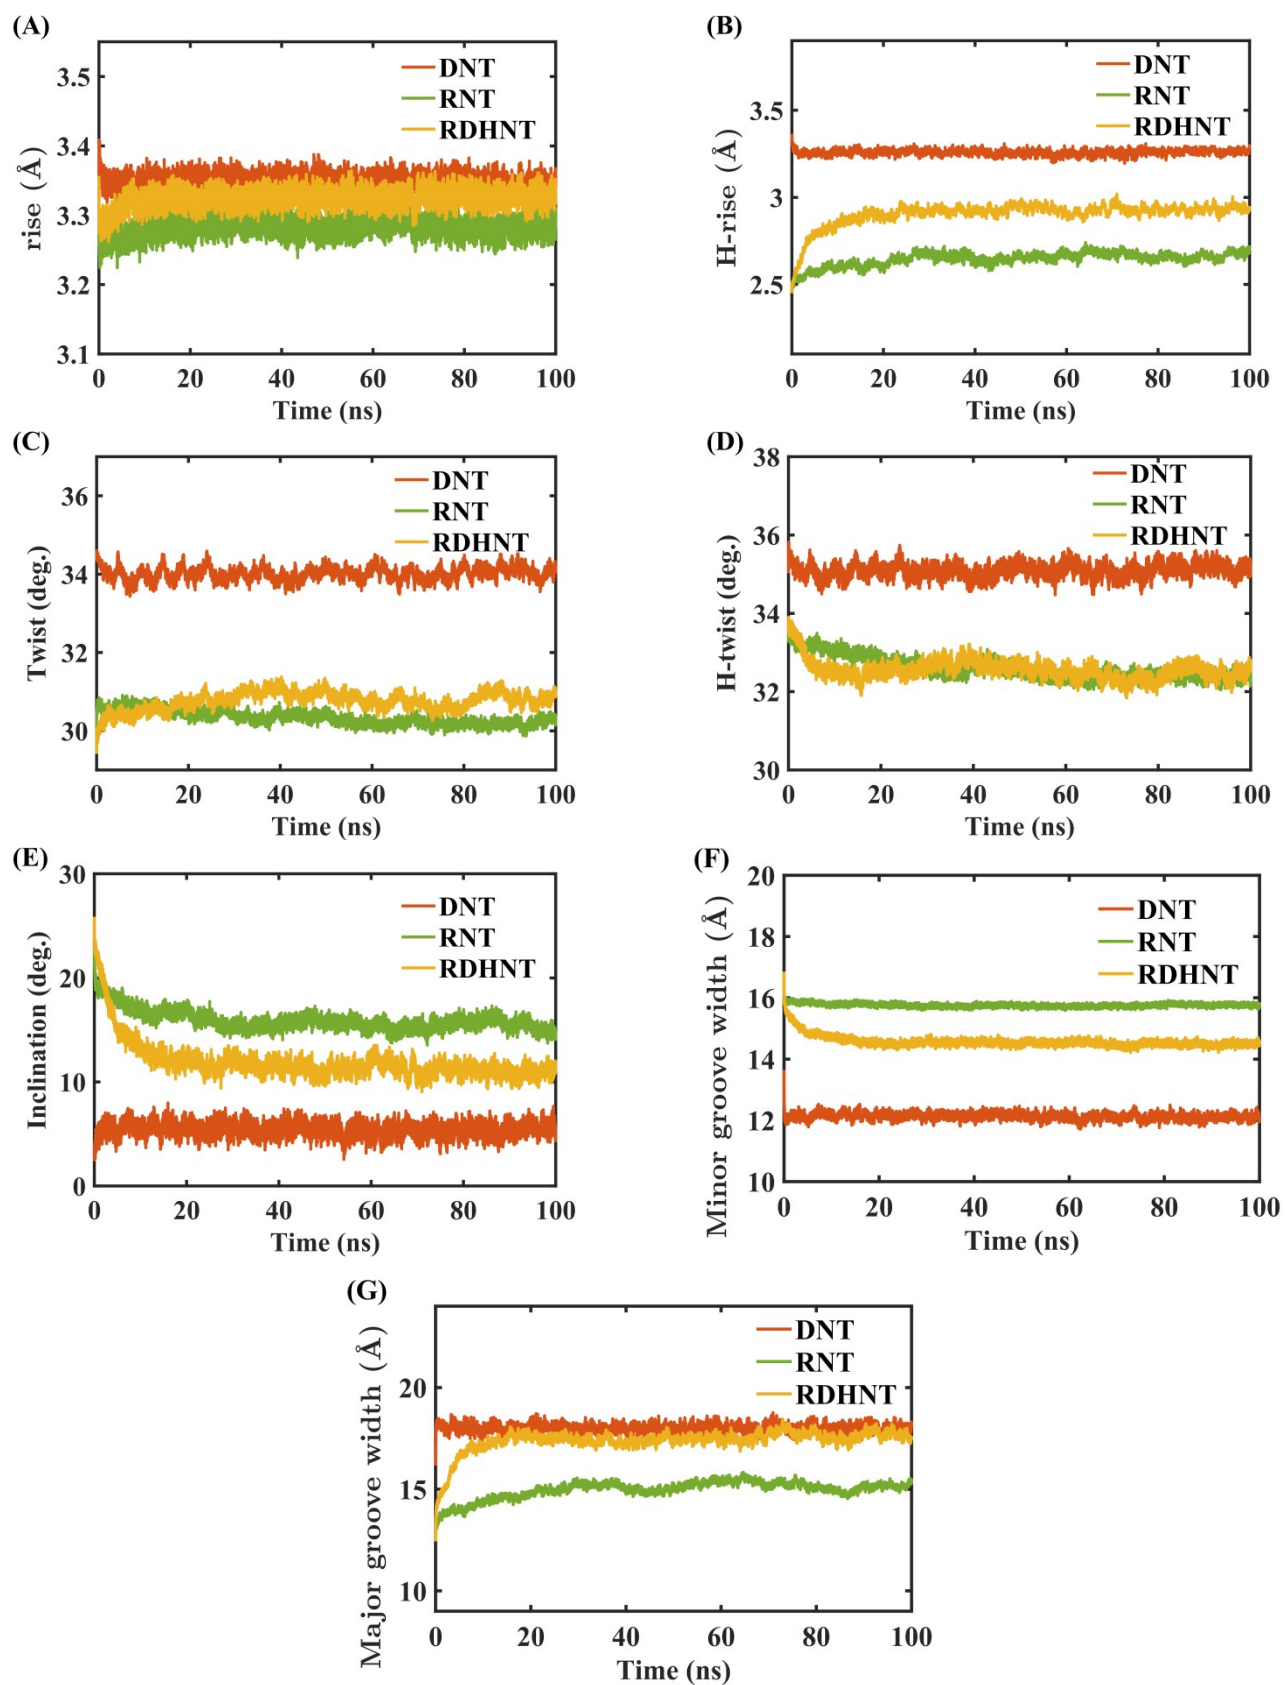 (A)
rise (Å)
3.5
3.4
3.3
3.2
3.1
DNT
RNT
RDHNT
0 20 40 60 80 100
Time (ns)
(B)
H-rise (Å)
3.5
3
2.5
DNT
RNT
RDHNT
0 20 40 60 80 100
Time (ns)
(C)
Twist (deg.)
36
34
32
30
DNT
RNT
RDHNT
0 20 40 60 80 100
Time (ns)
(D)
H-twist (deg.)
38
36
34
32
30
DNT
RNT
RDHNT
0 20 40 60 80 100
Time (ns)
(E)
Inclination (deg.)
30
20
10
0
DNT
RNT
RDHNT
0 20 40 60 80 100
Time (ns)
(F)
Minor groove width (Å)
20
18
16
14
12
10
DNT
RNT
RDHNT
0 20 40 60 80 100
Time (ns)
(G)
Major groove width (Å)
20
15
10
DNT
RNT
RDHNT
0 20 40 60 80 100
Time (ns)